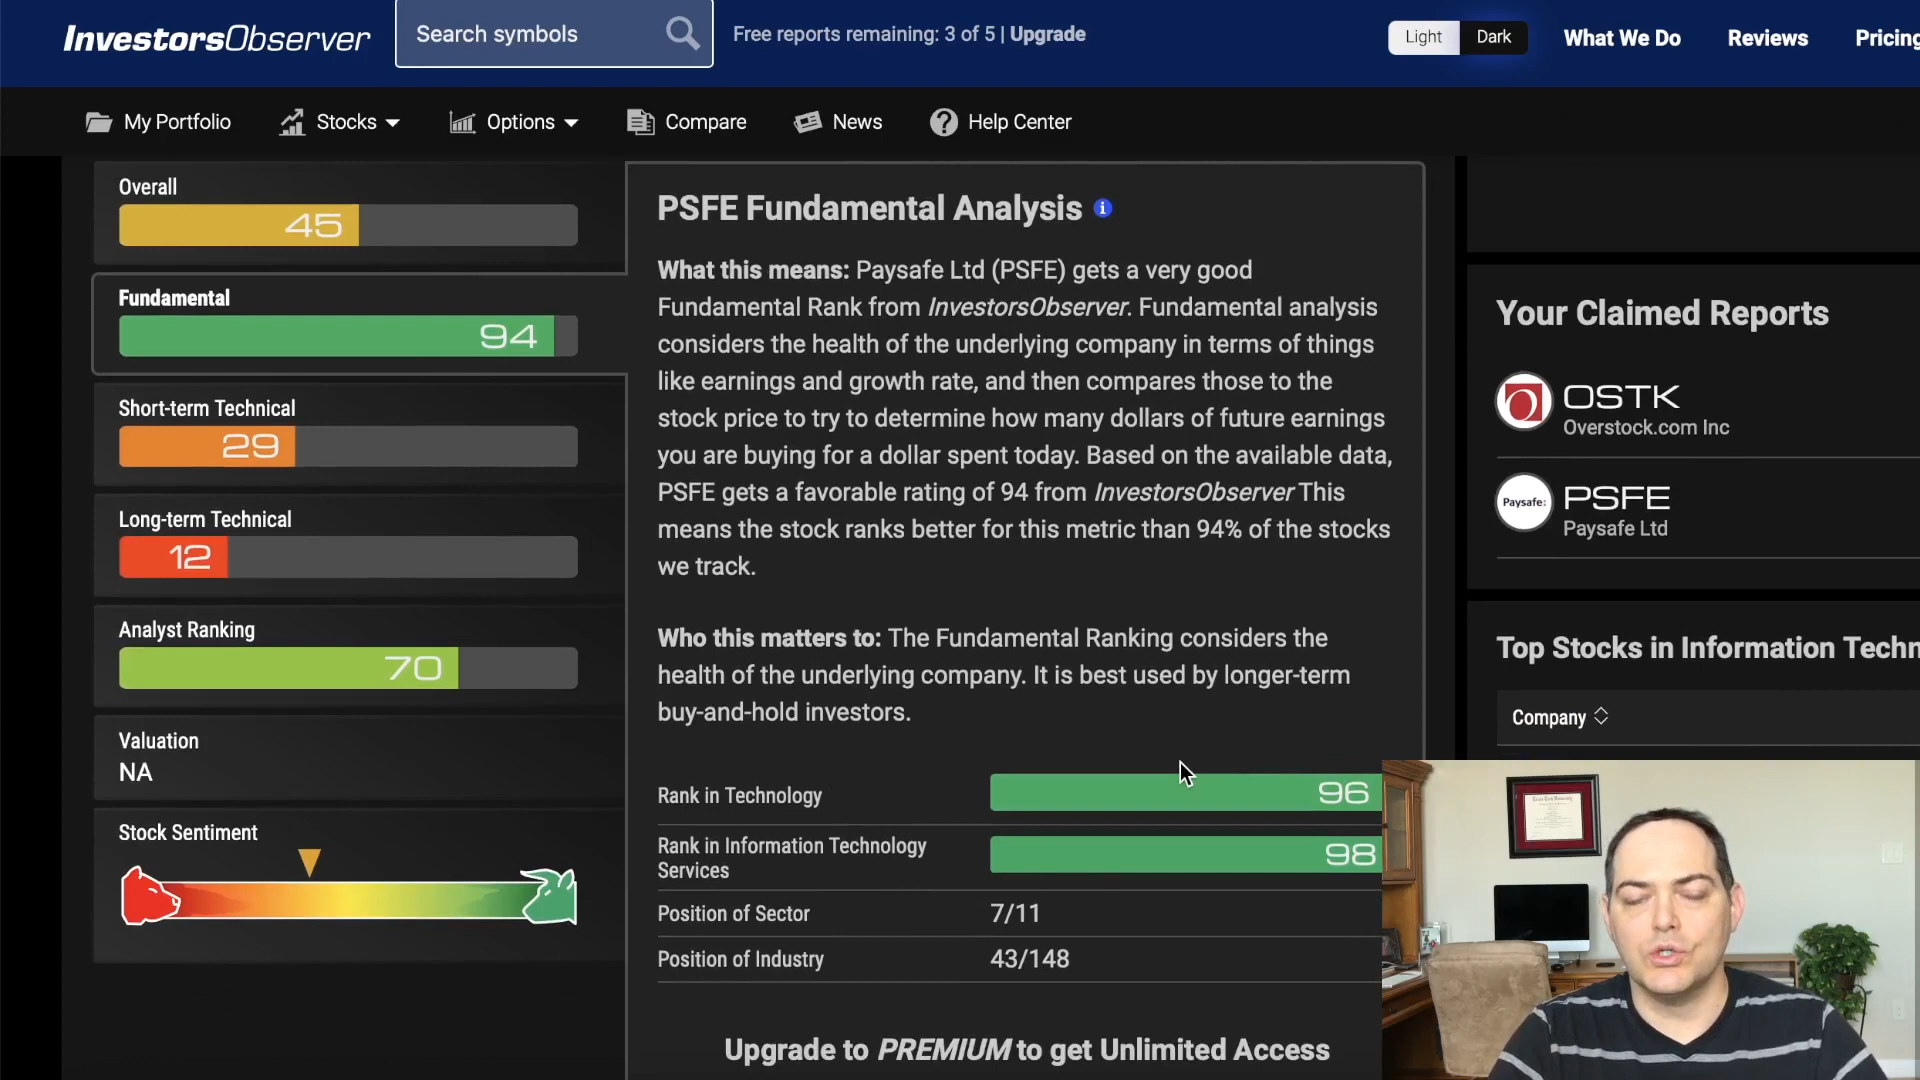 InvestorsObserver
Search symbols
Free reports remaining: 3 of 5 | Upgrade
Light
Dark
What We Do
Reviews
Pricing
My Portfolio
Stocks
Options
Compare
News
Help Center
Overall
45
Fundamental
94
Short-term Technical
29
Long-term Technical
12
Analyst Ranking
70
Valuation
NA
Stock Sentiment
PSFE Fundamental Analysis
What this means: Paysafe Ltd (PSFE) gets a very good
Fundamental Rank from InvestorsObserver. Fundamental analysis
considers the health of the underlying company in terms of things
like earnings and growth rate, and then compares those to the
stock price to try to determine how many dollars of future earnings
you are buying for a dollar spent today. Based on the available data,
PSFE gets a favorable rating of 94 from InvestorsObserver This
means the stock ranks better for this metric than 94% of the stocks
we track.
Who this matters to: The Fundamental Ranking considers the
health of the underlying company. It is best used by longer-term
buy-and-hold investors.
Rank in Technology
96
Rank in Information Technology
Services
98
Position of Sector
7/11
Position of Industry
43/148
Upgrade to PREMIUM to get Unlimited Access
Your Claimed Reports
OSTK
Overstock.com Inc
Paysafe:
PSFE
Paysafe Ltd
Top Stocks in Information Techn
Company